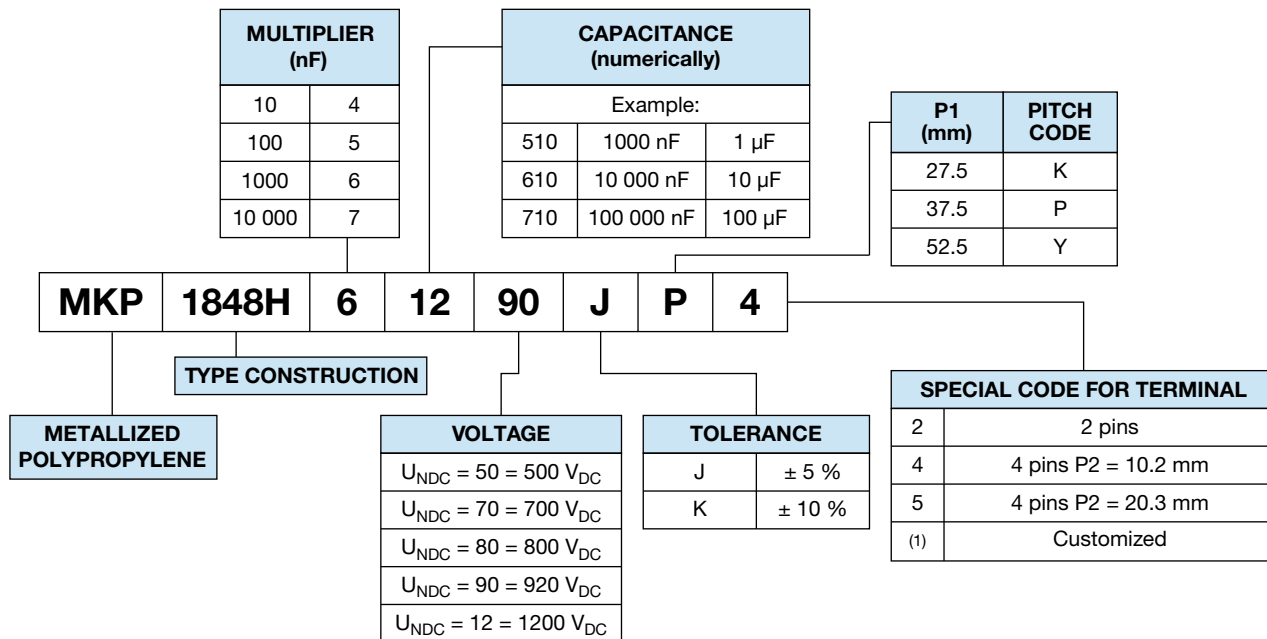 MULTIPLIER
(nF)
10 4
100 5
1000 6
10 000 7
CAPACITANCE
(numerically)
Example:
510 1000 nF 1 µF
610 10 000 nF 10 µF
710 100 000 nF 100 µF
P1
(mm)
PITCH
CODE
27.5 K
37.5 P
52.5 Y
MKP 1848H 6 12 90 J P 4
TYPE CONSTRUCTION
METALLIZED
POLYPROPYLENE
VOLTAGE
UNDC = 50 = 500 VDC
UNDC = 70 = 700 VDC
UNDC = 80 = 800 VDC
UNDC = 90 = 920 VDC
UNDC = 12 = 1200 VDC
TOLERANCE
J ± 5 %
K ± 10 %
SPECIAL CODE FOR TERMINAL
2 2 pins
4 4 pins P2 = 10.2 mm
5 4 pins P2 = 20.3 mm
(1) Customized